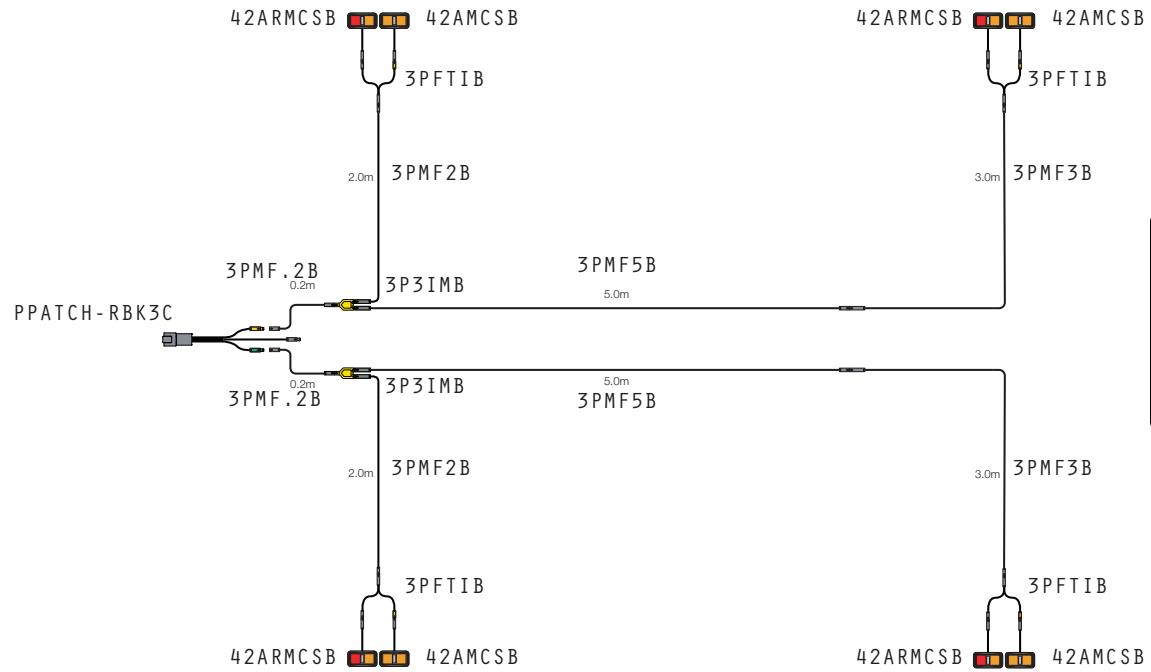 42ARMCSB 42AMCSB 42ARMCSB 42AMCSB
3PFTIB 3PFTIB
2.0m 3PMF2B 3.0m 3PMF3B
3PMF.2B 3PMF5B
0.2m 3P3IMB 5.0m
PPATCH-RBK3C
0.2m 3P3IMB 5.0m
3PMF.2B 3PMF5B
2.0m 3PMF2B 3.0m 3PMF3B
3PFTIB 3PFTIB
42ARMCSB 42AMCSB 42ARMCSB 42AMCSB